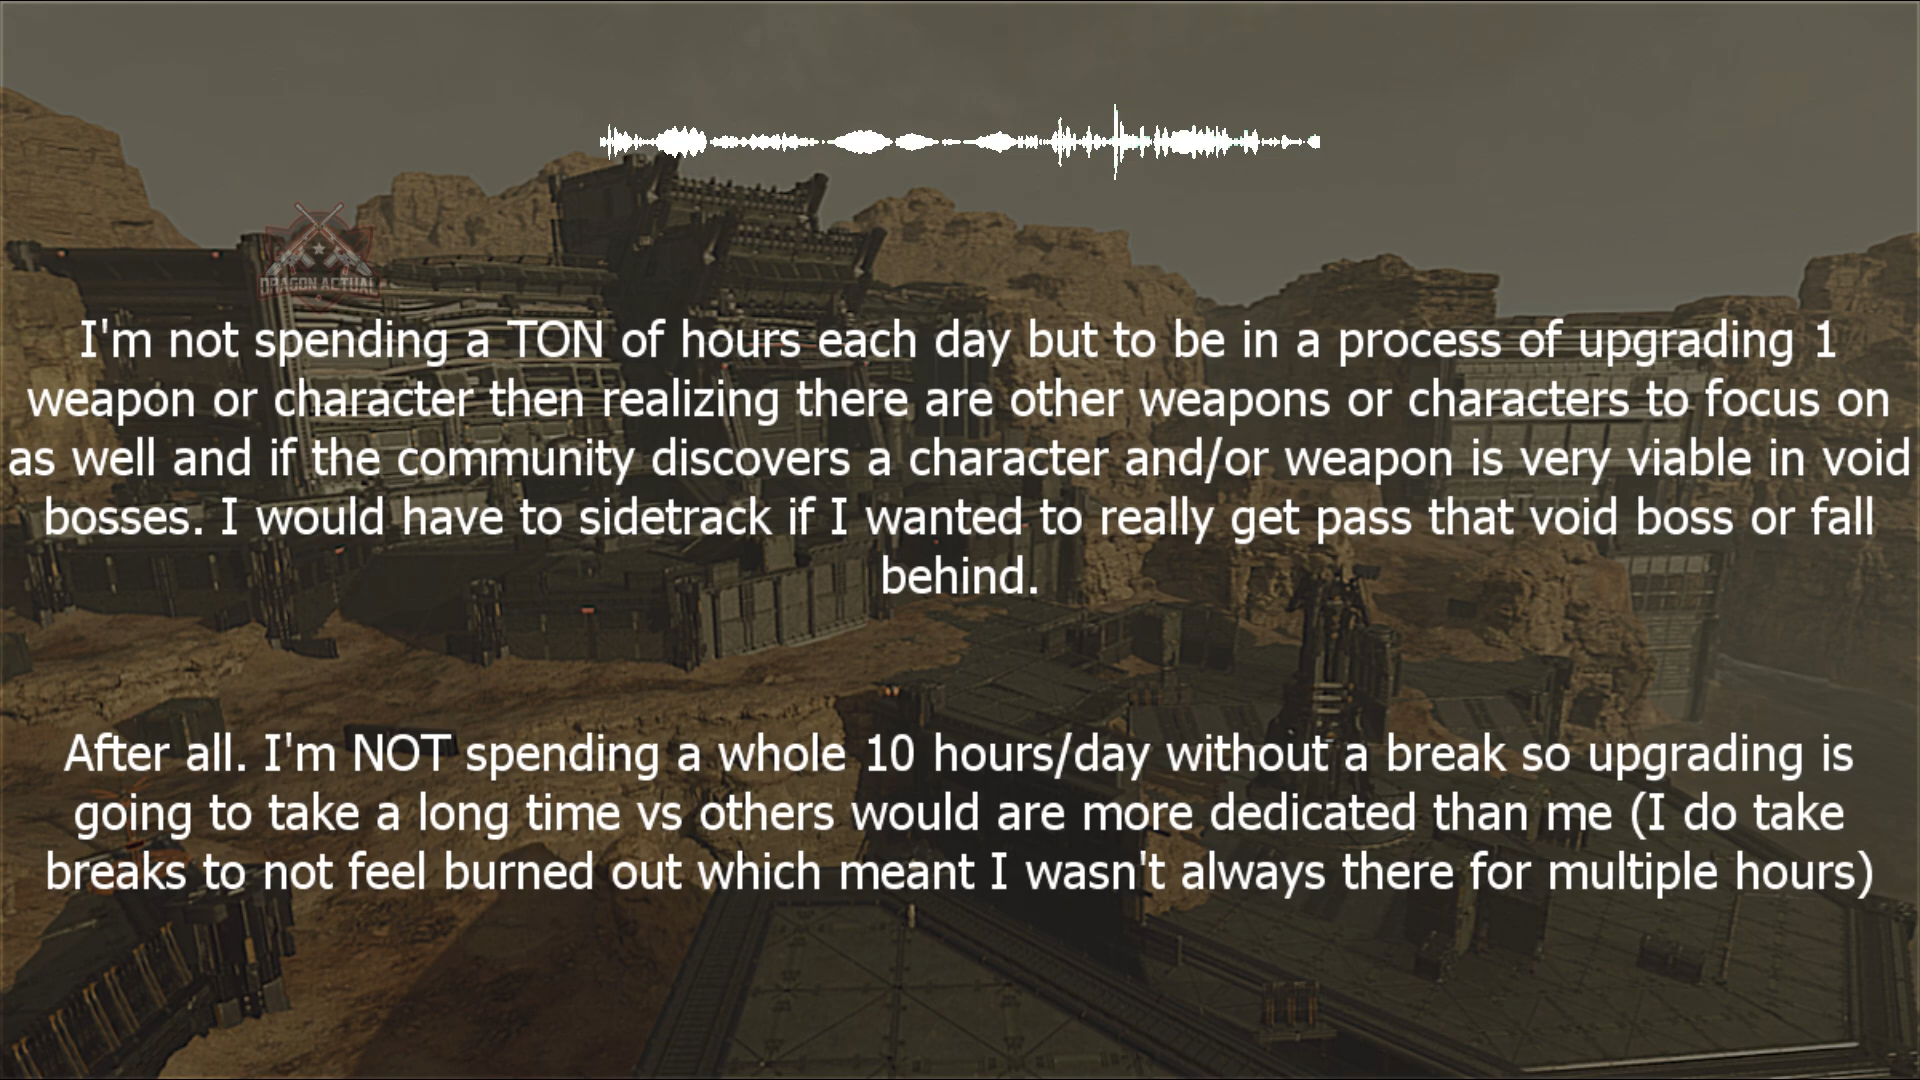 DRAGON ACTUAL
I'm not spending a TON of hours each day but to be in a process of upgrading 1
weapon or character then realizing there are other weapons or characters to focus on
as well and if the community discovers a character and/or weapon is very viable in void
bosses. I would have to sidetrack if I wanted to really get pass that void boss or fall
behind.
After all. I'm NOT spending a whole 10 hours/day without a break so upgrading is
going to take a long time vs others would are more dedicated than me (I do take
breaks to not feel burned out which meant I wasn't always there for multiple hours)